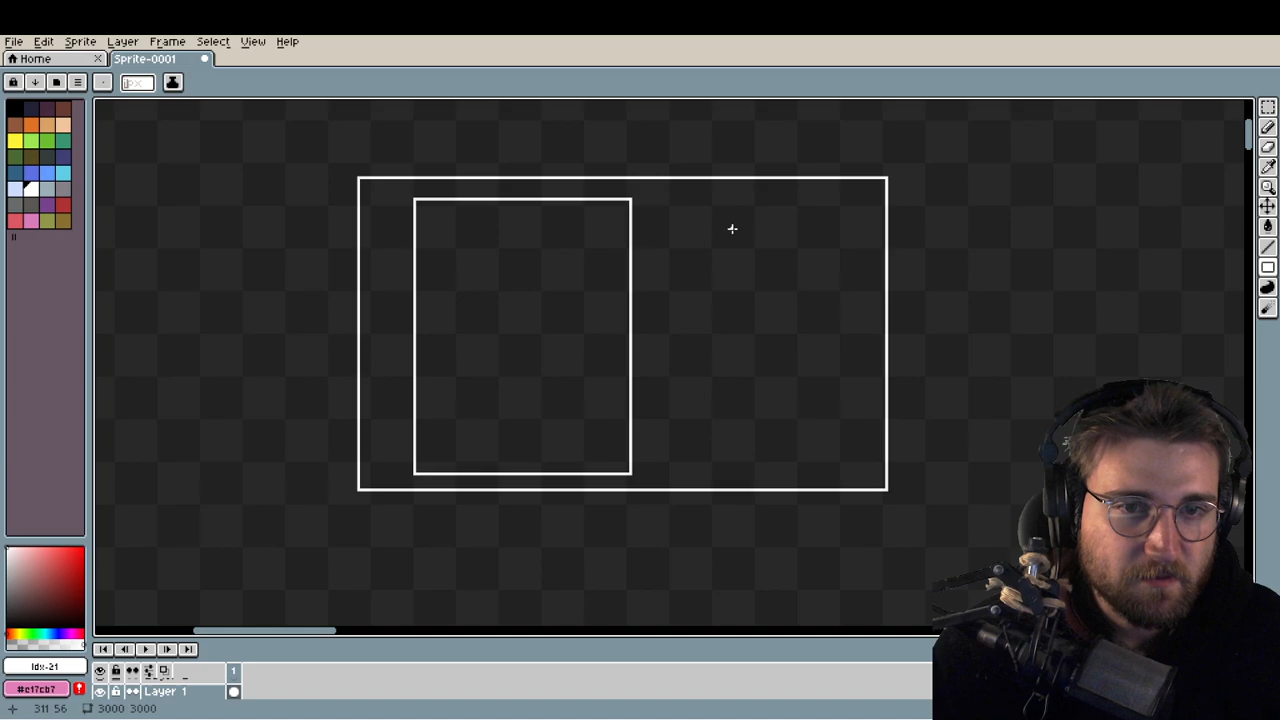 File Edit Sprite Layer Frame Select View Help
Home
Sprite-0001
Idx-21
#c17cb7
1
Layer 1
311 56
3000 3000